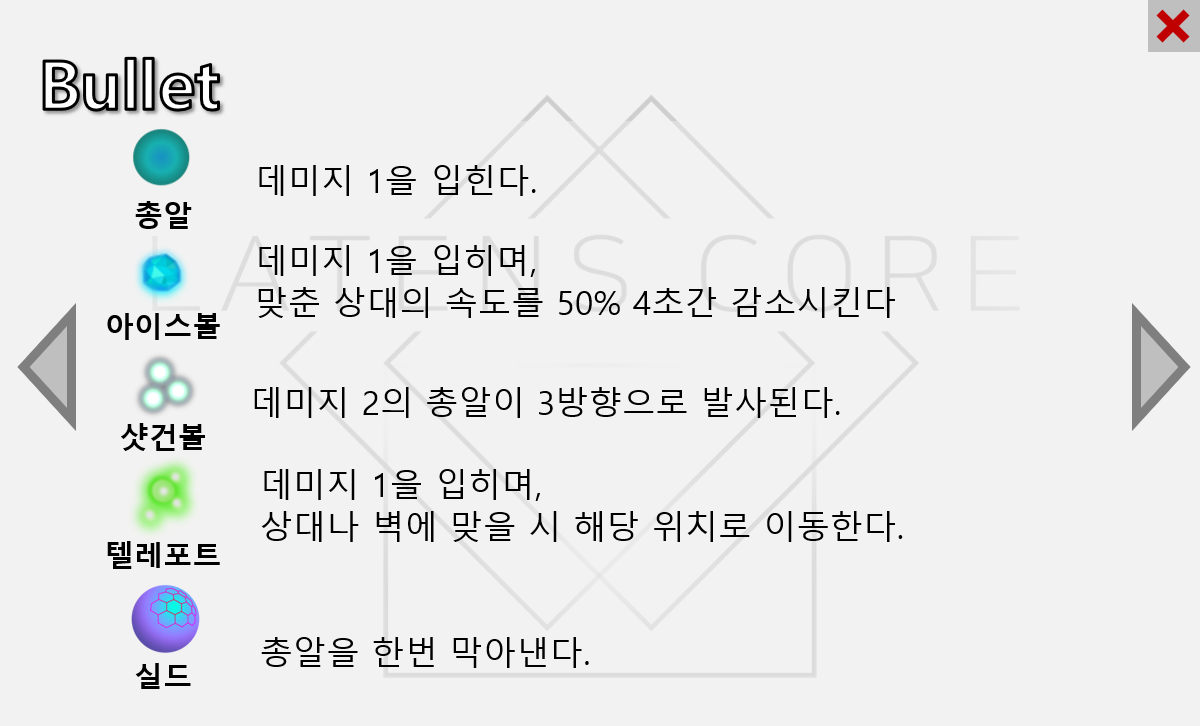 Bullet
총알
데미지 1을 입힌다.
아이스볼
데미지 1을 입히며,
맞춘 상대의 속도를 50% 4초간 감소시킨다
샷건볼
데미지 2의 총알이 3방향으로 발사된다.
텔레포트
데미지 1을 입히며,
상대나 벽에 맞을 시 해당 위치로 이동한다.
실드
총알을 한번 막아낸다.
LATENS CORE